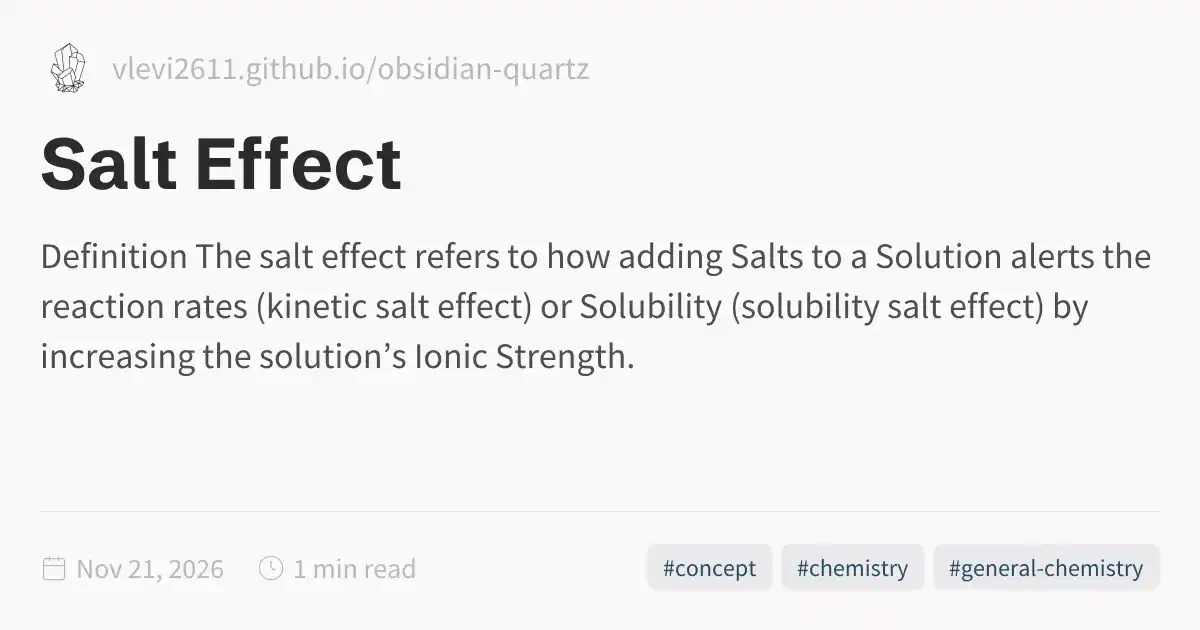 vlevi2611.github.io/obsidian-quartz
Salt Effect
Definition The salt effect refers to how adding Salts to a Solution alerts the
reaction rates (kinetic salt effect) or Solubility (solubility salt effect) by
increasing the solution’s Ionic Strength.
Nov 21, 2026 1 min read #concept #chemistry #general-chemistry